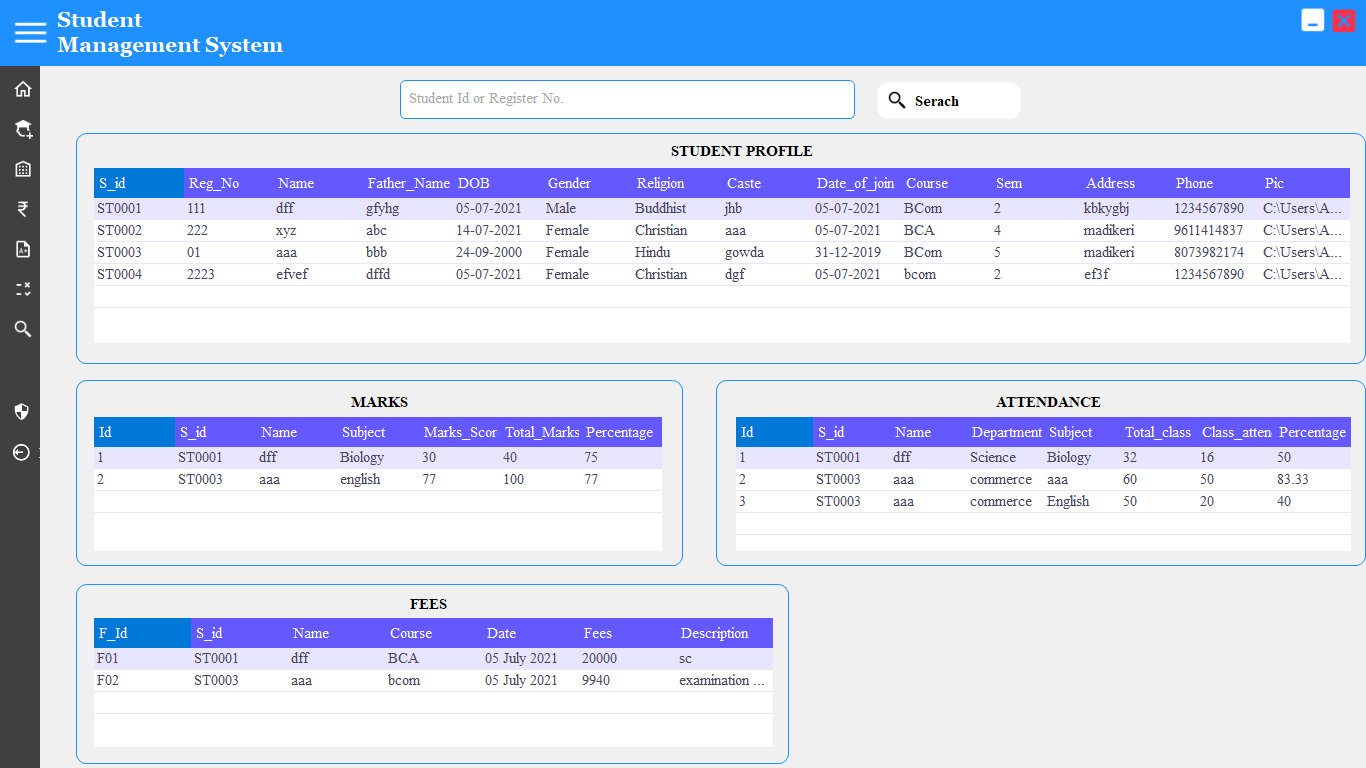 Student
Management System
Student Id or Register No.
Serach
STUDENT PROFILE
S_id Reg_No Name Father_Name DOB Gender Religion Caste Date_of_join Course Sem Address Phone Pic
ST0001 111 dff gfyhg 05-07-2021 Male Buddhist jhb 05-07-2021 BCom 2 kbkygbj 1234567890 C:\Users\A...
ST0002 222 xyz abc 14-07-2021 Female Christian aaa 05-07-2021 BCA 4 madikeri 9611414837 C:\Users\A...
ST0003 01 aaa bbb 24-09-2000 Female Hindu gowda 31-12-2019 BCom 5 madikeri 8073982174 C:\Users\A...
ST0004 2223 efvef dffd 05-07-2021 Female Christian dgf 05-07-2021 bcom 2 ef3f 1234567890 C:\Users\A...
MARKS
Id S_id Name Subject Marks_Scor Total_Marks Percentage
1 ST0001 dff Biology 30 40 75
2 ST0003 aaa english 77 100 77
ATTENDANCE
Id S_id Name Department Subject Total_class Class_atten Percentage
1 ST0001 dff Science Biology 32 16 50
2 ST0003 aaa commerce aaa 60 50 83.33
3 ST0003 aaa commerce English 50 20 40
FEES
F_Id S_id Name Course Date Fees Description
F01 ST0001 dff BCA 05 July 2021 20000 sc
F02 ST0003 aaa bcom 05 July 2021 9940 examination ...